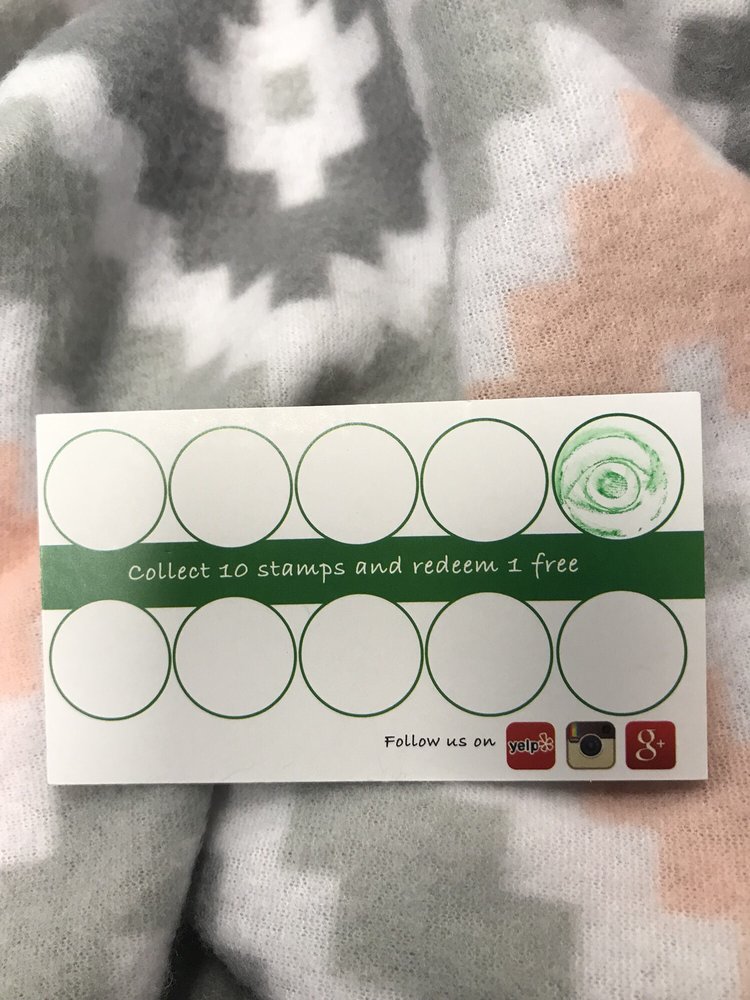 Collect 10 stamps and redeem 1 free
Follow us on yelp g+